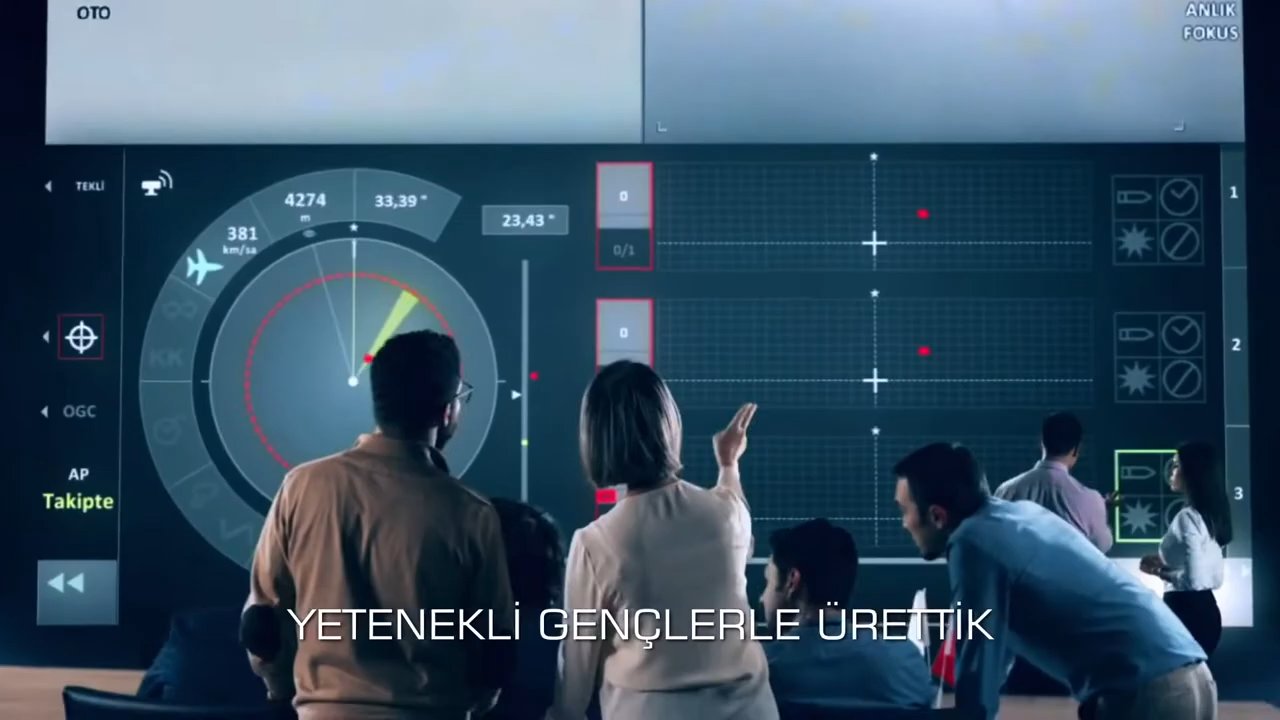 OTO
ANLIK
FOKUS
TEKLİ
4274
m
33,39 °
23,43 °
381
km/sa
0
0/1
1
KK
0
2
OGC
AP
Takipte
3
YETENEKLİ GENÇLERLE ÜRETTİK